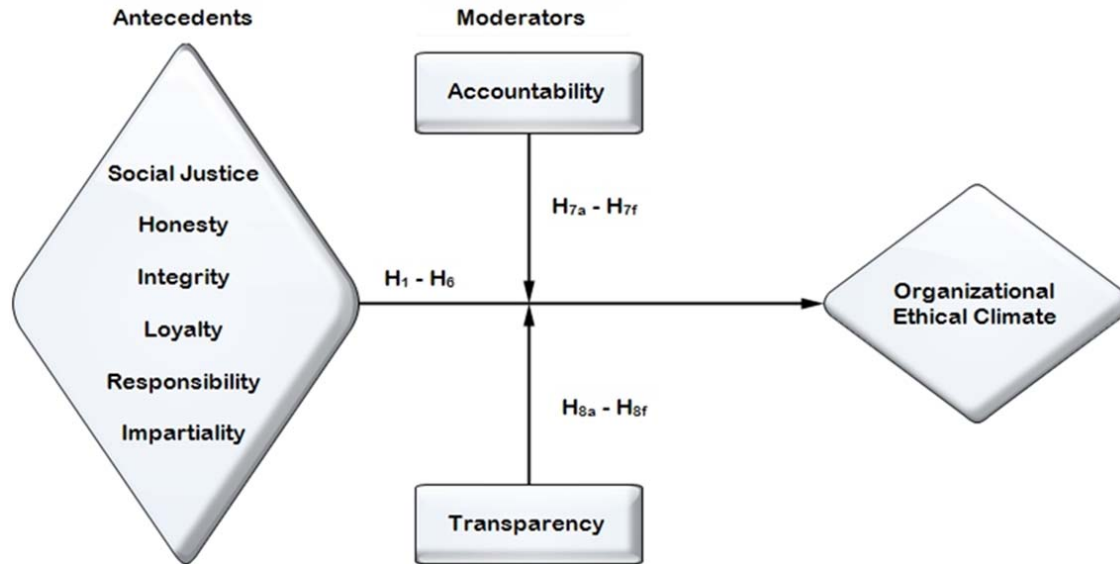 Antecedents
Moderators
Accountability
Social Justice
Honesty
Integrity
Loyalty
Responsibility
Impartiality
H₇ₐ - H₇f
H₁ - H₆
Organizational
Ethical Climate
H₈ₐ - H₈f
Transparency